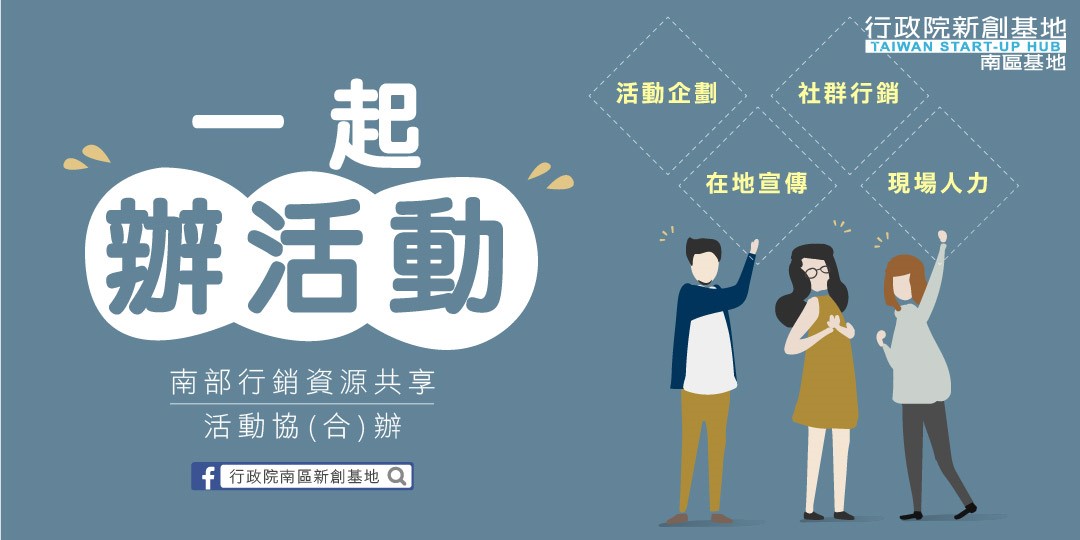 一起
辦活動
南部行銷資源共享
活動協(合)辦
行政院南區新創基地
行政院新創基地
TAIWAN START-UP HUB
南區基地
活動企劃
社群行銷
在地宣傳
現場人力